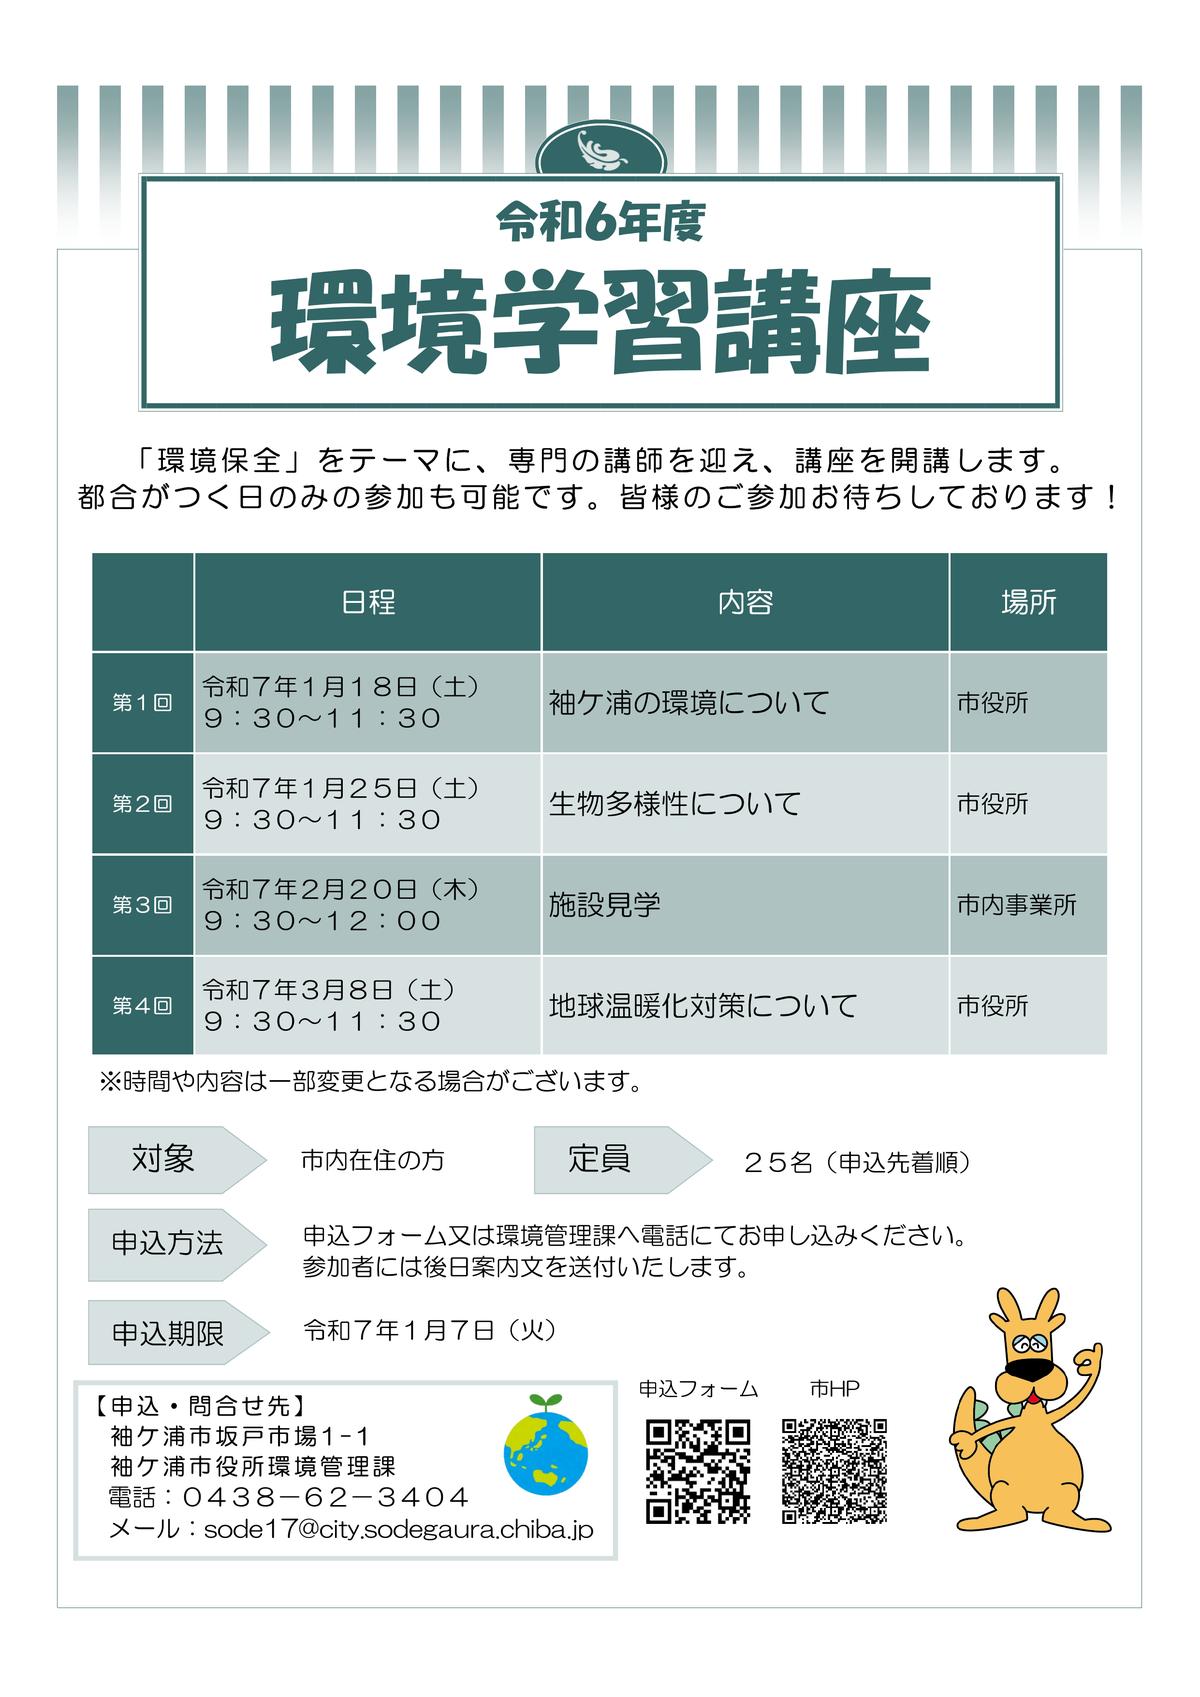 令和6年度
環境学習講座
「環境保全」をテーマに、専門の講師を迎え、講座を開講します。
都合がつく日のみの参加も可能です。皆様のご参加お待ちしております！
日程 内容 場所
第１回 令和７年１月１８日（土） 袖ケ浦の環境について 市役所
９：３０～１１：３０
第２回 令和７年１月２５日（土） 生物多様性について 市役所
９：３０～１１：３０
第３回 令和７年２月２０日（木） 施設見学 市内事業所
９：３０～１２：００
第４回 令和７年３月８日（土） 地球温暖化対策について 市役所
９：３０～１１：３０
※時間や内容は一部変更となる場合がございます。
対象 市内在住の方 定員 ２５名（申込先着順）
申込方法 申込フォーム又は環境管理課へ電話にてお申し込みください。
参加者には後日案内文を送付いたします。
申込期限 令和７年１月７日（火）
【申込・問合せ先】
袖ケ浦市坂戸市場1-1
袖ケ浦市役所環境管理課
電話：０４３８－６２－３４０４
メール：sode17@city.sodegaura.chiba.jp
申込フォーム 市HP